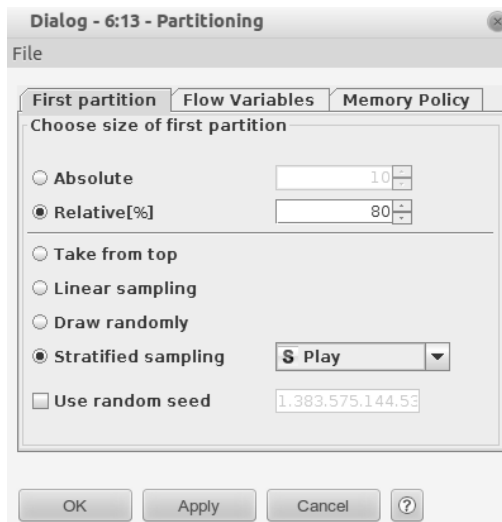 Dialog - 6:13 - Partitioning
File
First partition Flow Variables Memory Policy
Choose size of first partition
Absolute 10
Relative[%] 80
Take from top
Linear sampling
Draw randomly
Stratified sampling S Play
Use random seed 1.383.575.144.53
OK Apply Cancel ?